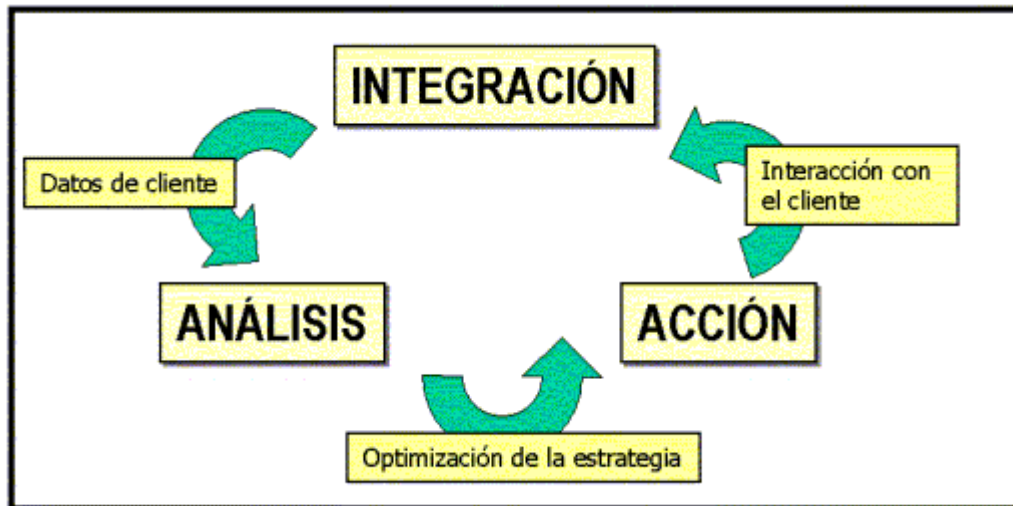 INTEGRACIÓN
Datos de cliente
Interacción con
el cliente
ANÁLISIS
ACCIÓN
Optimización de la estrategia